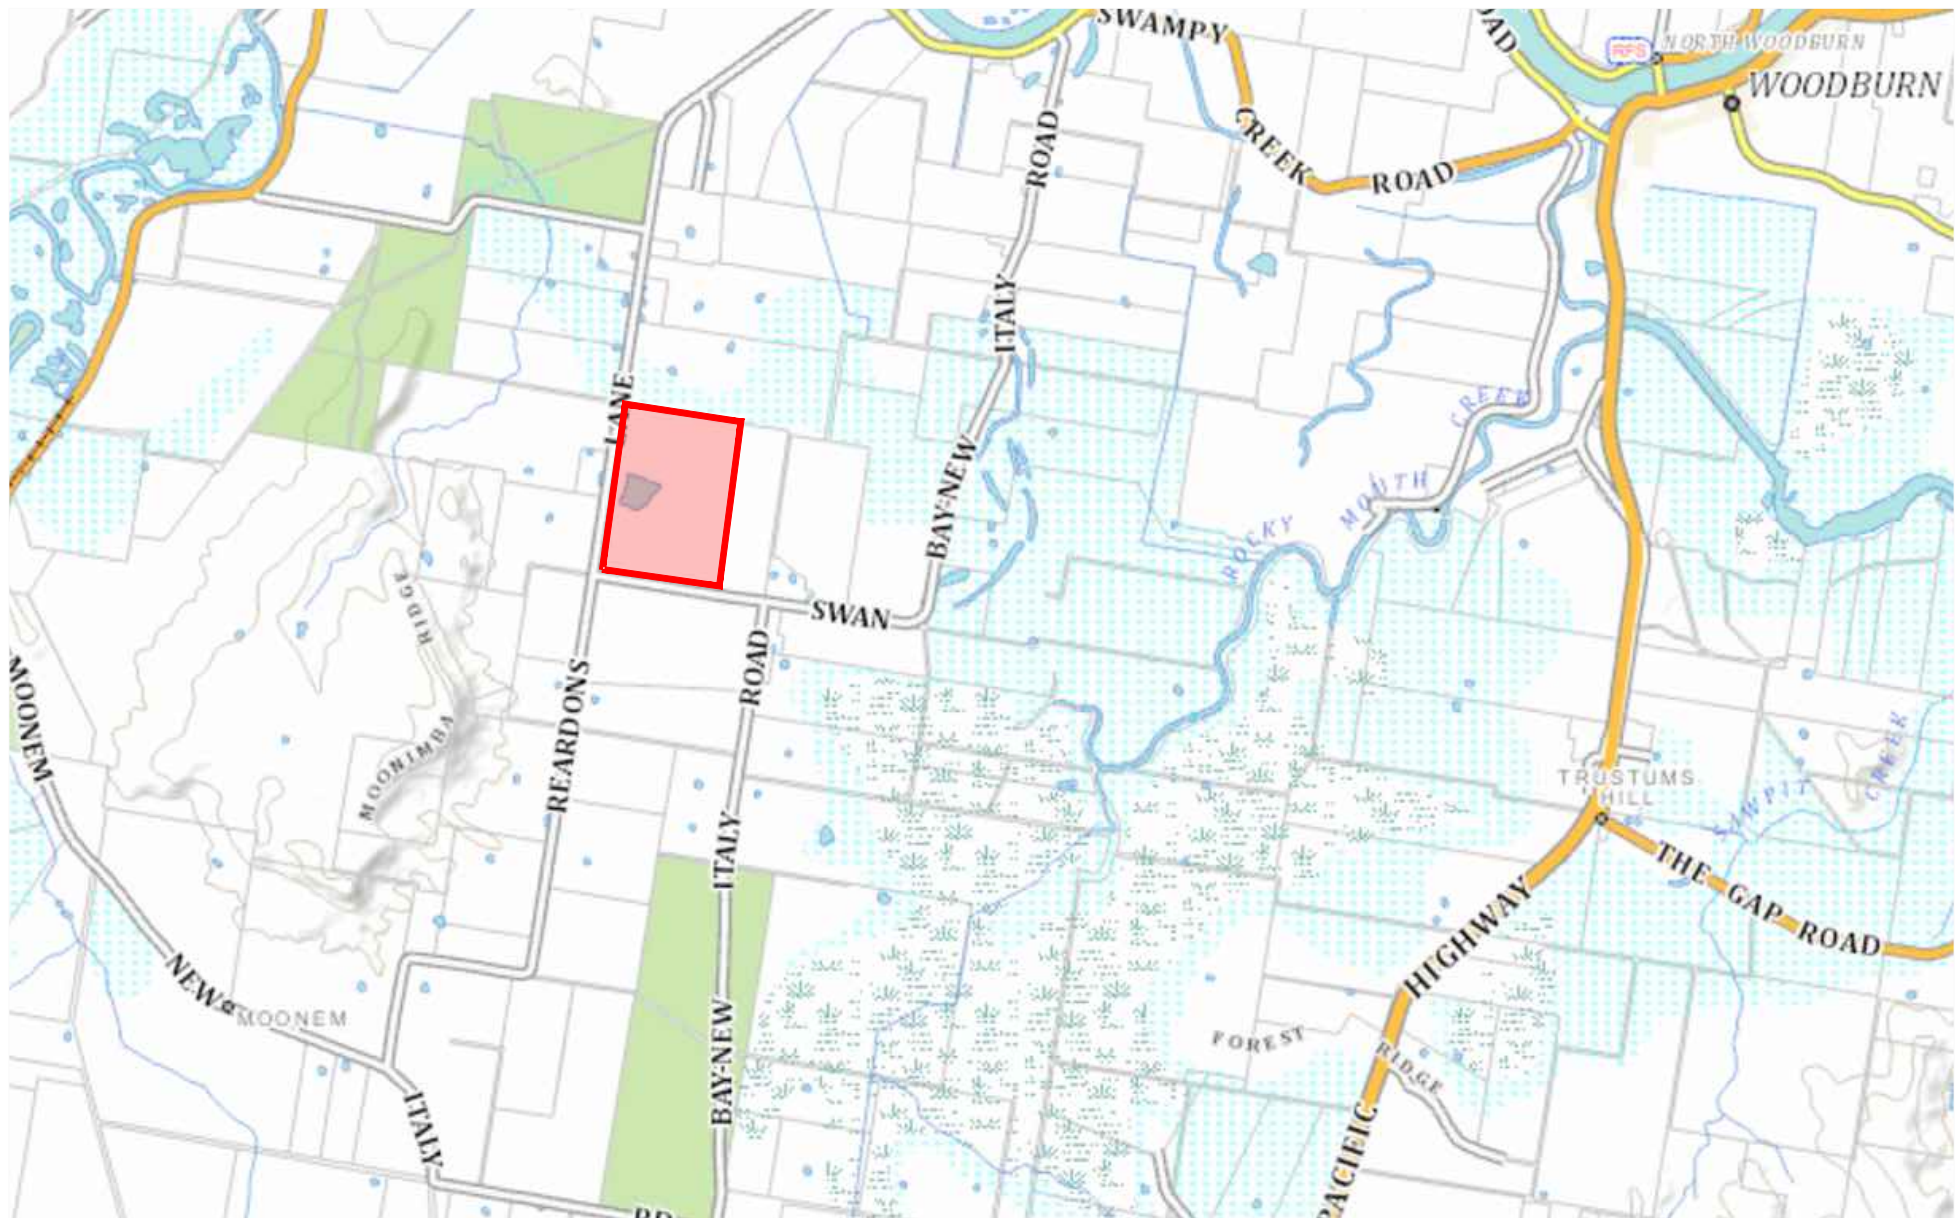 SWAMPY
OAD
RFS
NORTH WOODBURN
WOODBURN
ROAD
CREEK
ROAD
ITALY
LANE
CREEK
BAY-NEW
MOUTH
ROCKY
RIDGE
SWAN
MOONEM
ROAD
REARDONS
MOONIMBA
CREEK
TRUSTUMS
HILL
SAWPIT
ITALY
THE GAP ROAD
HIGHWAY
NEW
MOONEM
FOREST
RIDGE
BAY-NEW
ITALY
PACIFIC